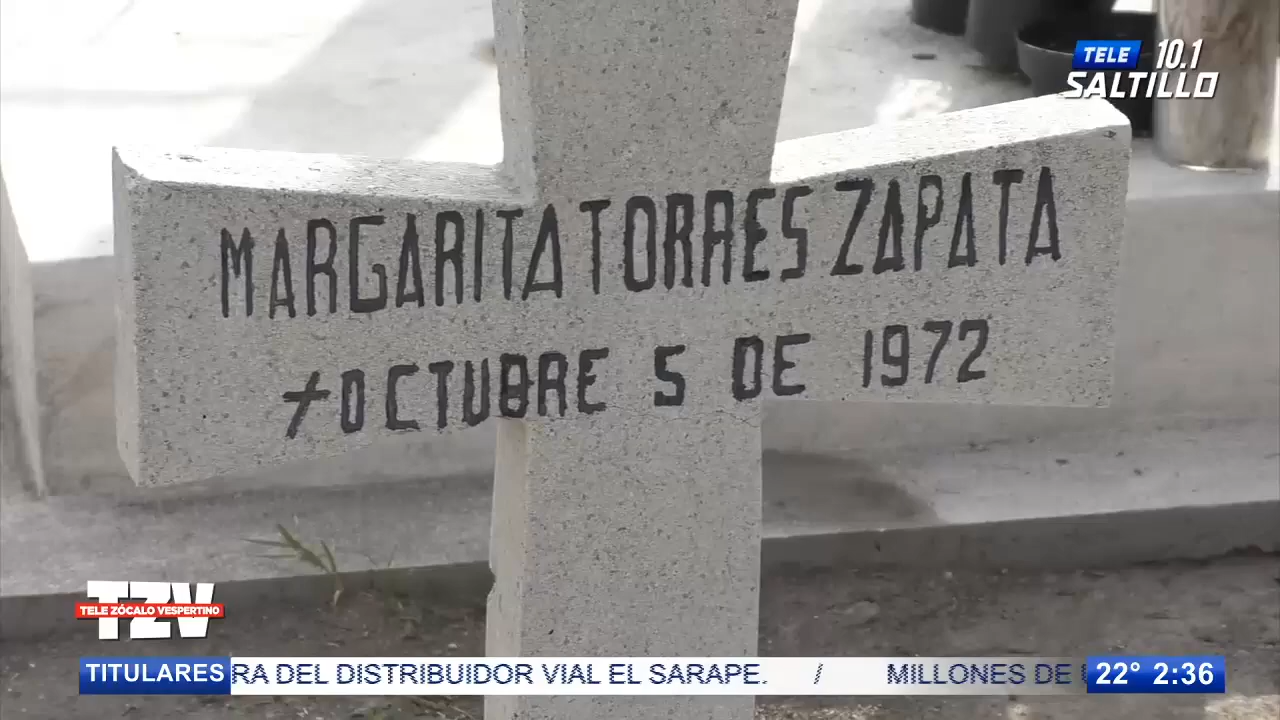 TELE 10.1
SALTILLO
MARGARITA TORRES ZAPATA
+OCTUBRE 5 DE 1972
TZV
TELE ZÓCALO VESPERTINO
TITULARES RA DEL DISTRIBUIDOR VIAL EL SARAPE. / MILLONES DE 22° 2:36